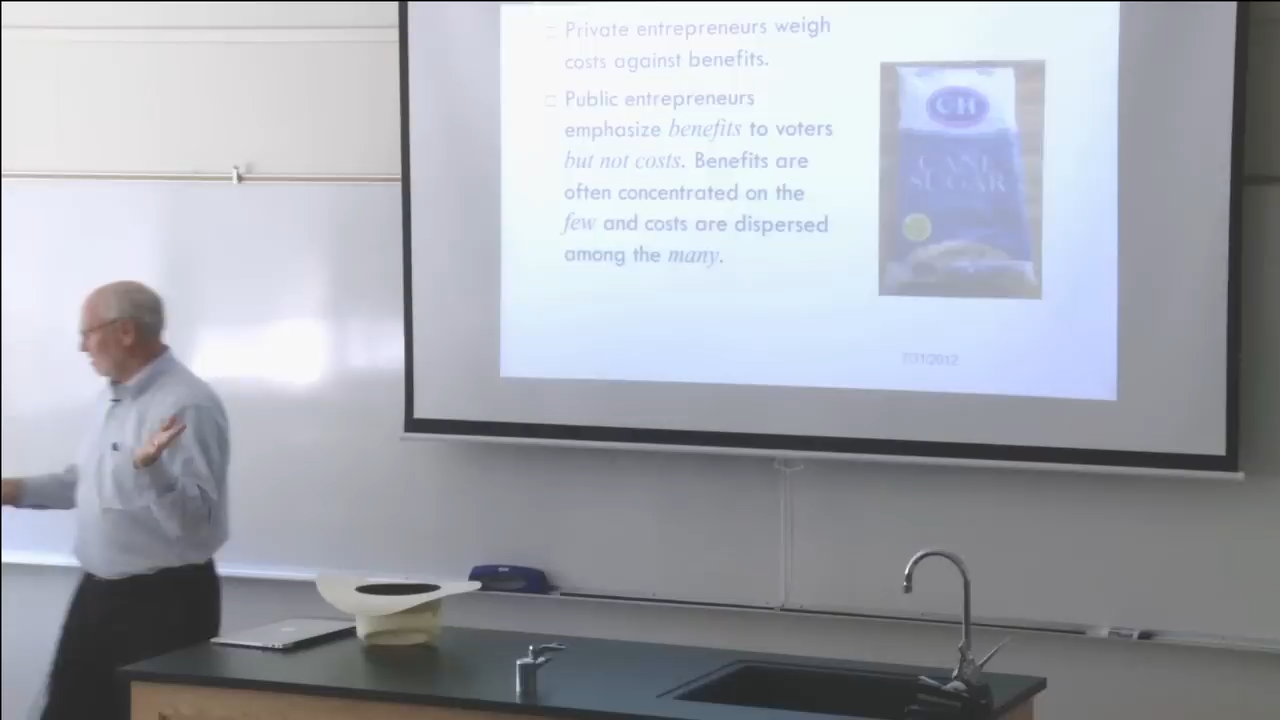 Private entrepreneurs weigh
costs against benefits.
Public entrepreneurs
emphasize benefits to voters
but not costs. Benefits are
often concentrated on the
few and costs are dispersed
among the many.
CH
CANE
SUGAR
7/31/2012